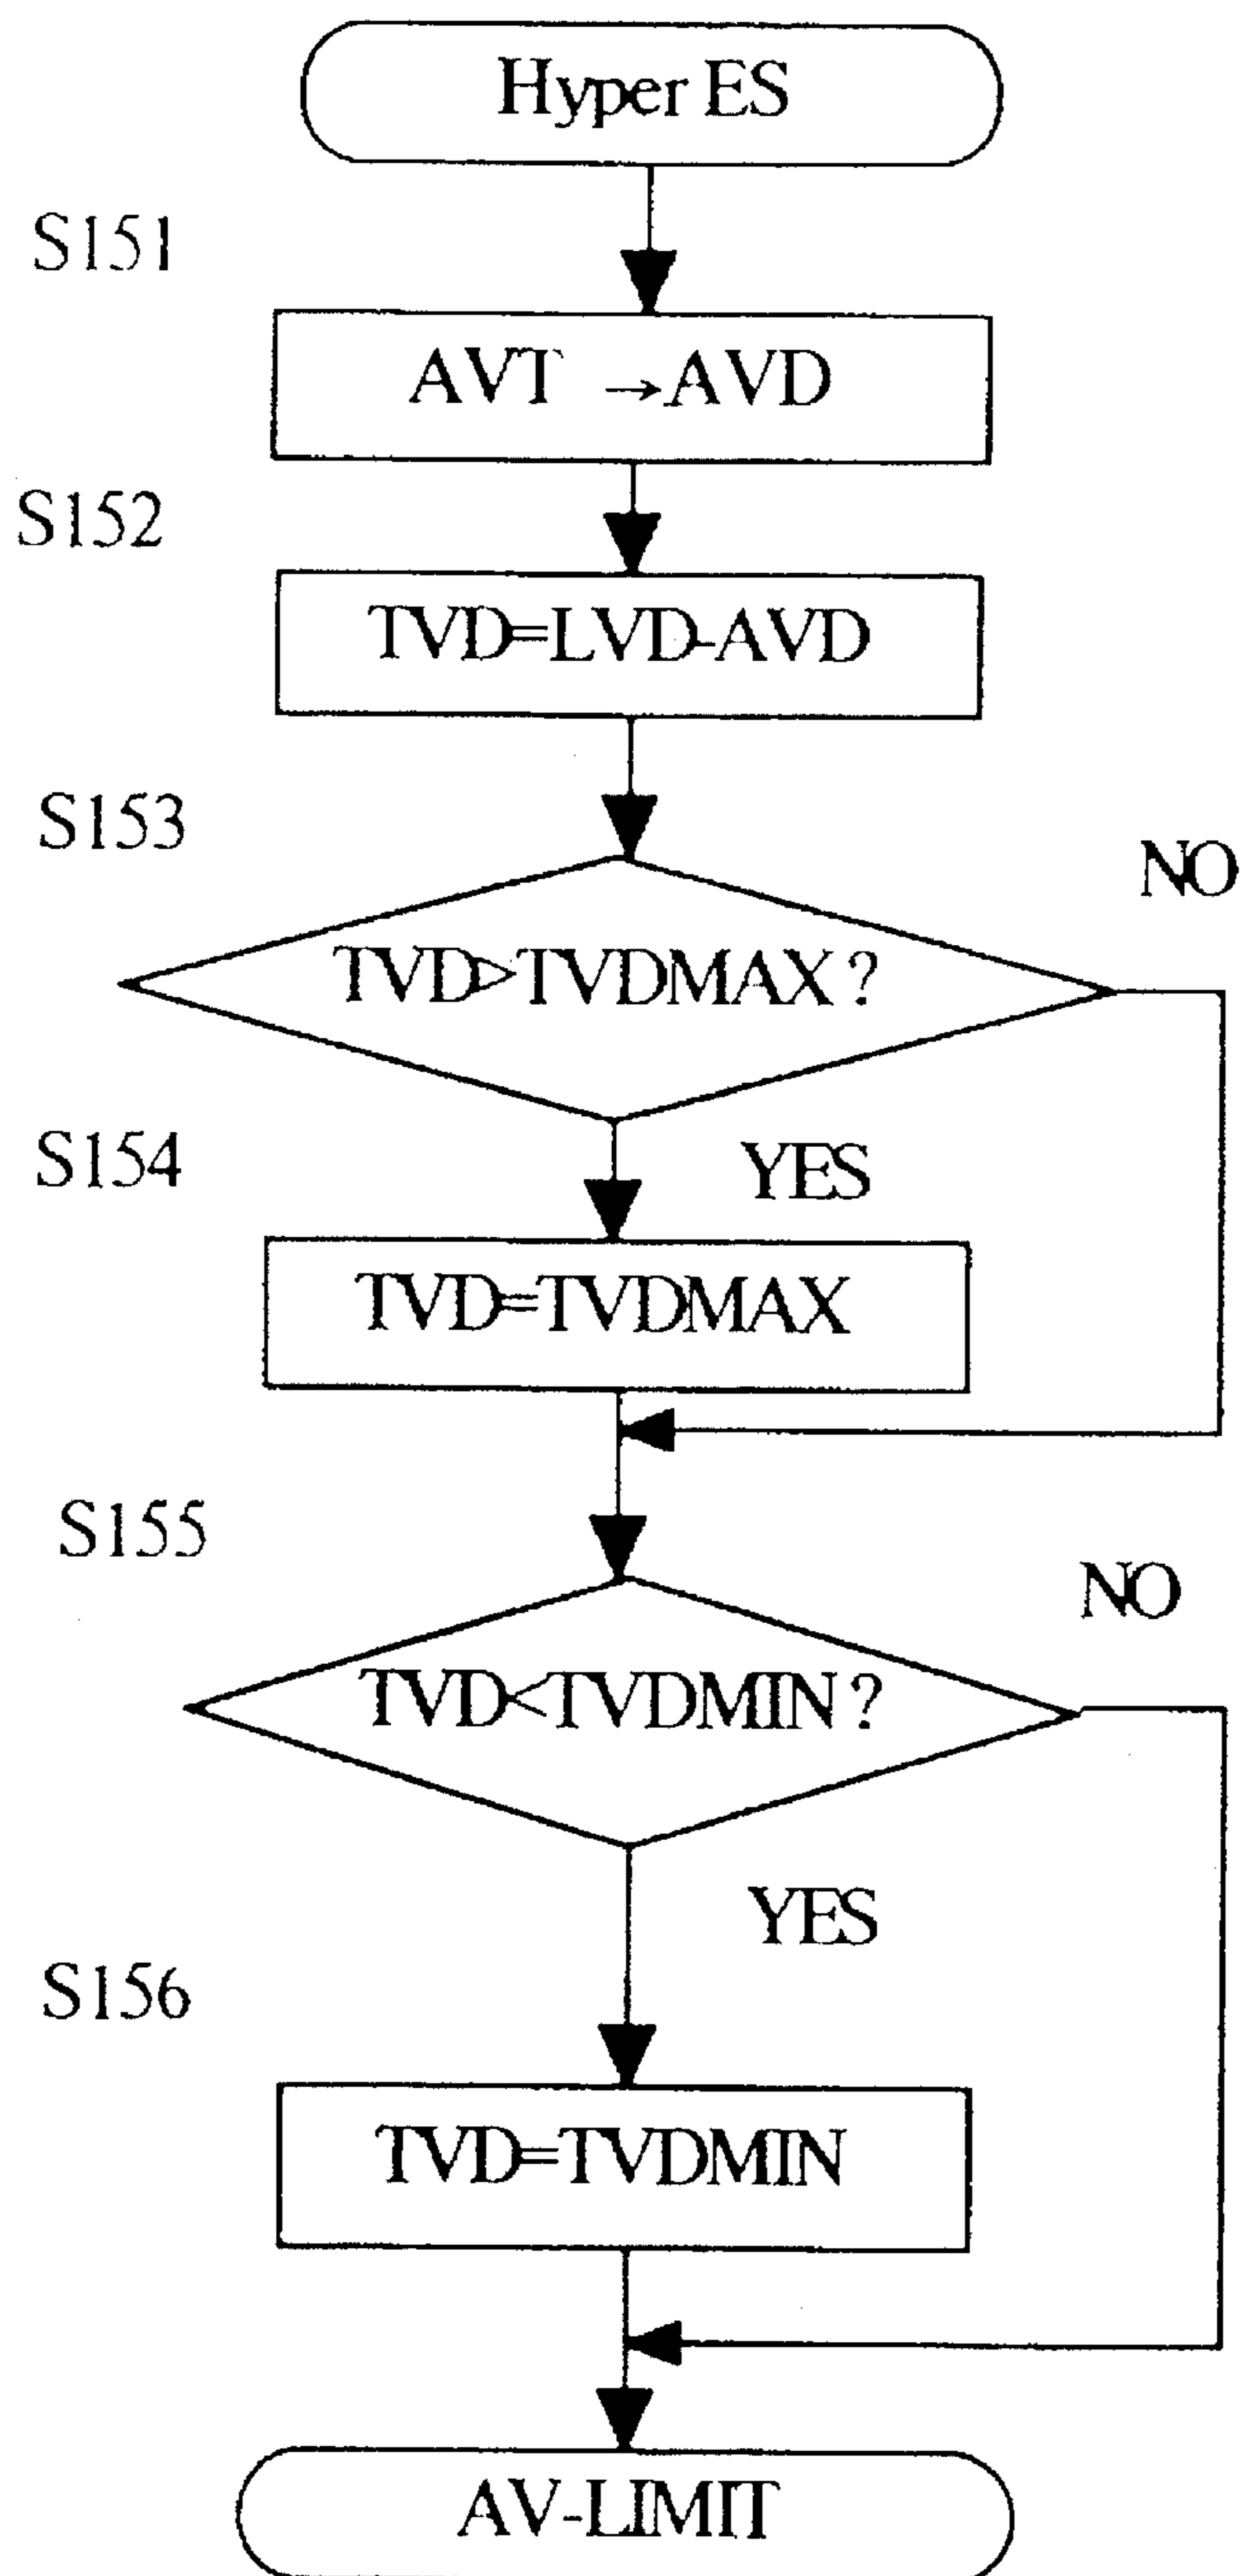 Hyper ES
S151
AVT →AVD
S152
TVD=LVD-AVD
S153
NO
TVD>TVDMAX?
S154
YES
TVD=TVDMAX
S155
NO
TVD<TVDMIN?
YES
S156
TVD=TVDMIN
AV-LIMIT